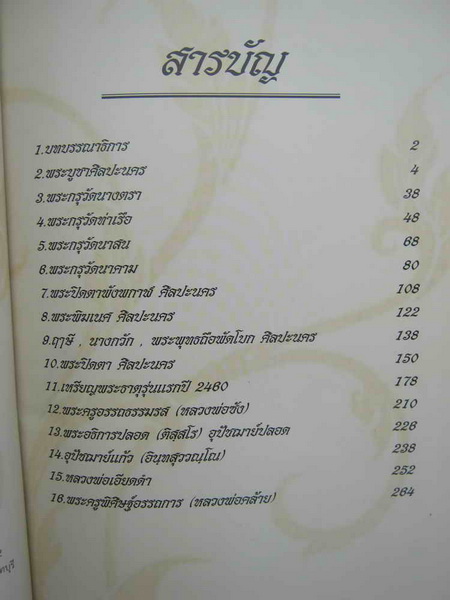 สารบัญ
1.บทบรรณาธิการ 2
2.พระบูชาศิลปะนคร 4
3.พระกรุวัดนางตรา 38
4.พระกรุวัดท่าเรือ 48
5.พระกรุวัดนาสน 68
6.พระกรุวัดนาคาม 80
7.พระปิดตาพังพกาฬ ศิลปะนคร 108
8.พระพิฆเนศ ศิลปะนคร 122
9.ฤาษี , นางกวัก , พระพุทธถือพัดโบก ศิลปะนคร 138
10.พระปิดตา ศิลปะนคร 150
11.เหรียญพระธาตุรุ่นแรกปี 2460 178
12.พระครูอรรถธรรมรส (หลวงพ่อซัง) 210
13.พระอธิการปลอด (ติสฺสโร) อุปัชฌาย์ปลอด 226
14.อุปัชฌาย์แก้ว (อินฺทสุวณฺโณ) 238
15.หลวงพ่อเอียดดำ 252
16.พระครูพิศิษฐ์อรรถการ (หลวงพ่อคล้าย) 264